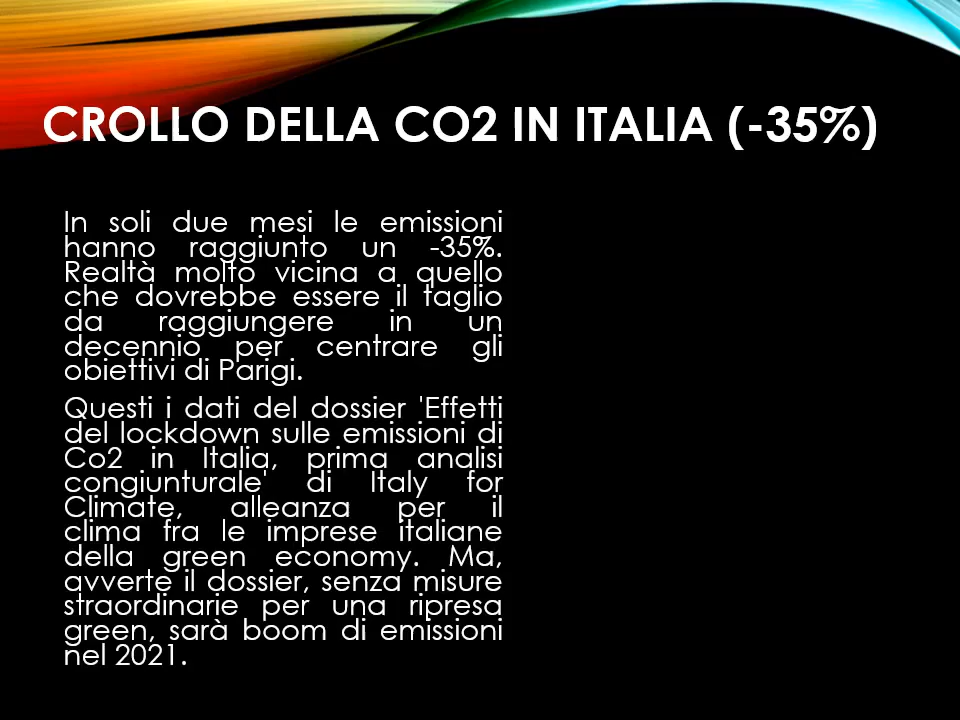 CROLLO DELLA CO2 IN ITALIA (-35%)
In soli due mesi le emissioni
hanno raggiunto un -35%.
Realtà molto vicina a quello
che dovrebbe essere il taglio
da raggiungere in un
decennio per centrare gli
obiettivi di Parigi.
Questi i dati del dossier 'Effetti
del lockdown sulle emissioni di
Co2 in Italia, prima analisi
congiunturale' di Italy for
Climate, alleanza per il
clima fra le imprese italiane
della green economy. Ma,
avverte il dossier, senza misure
straordinarie per una ripresa
green, sarà boom di emissioni
nel 2021.